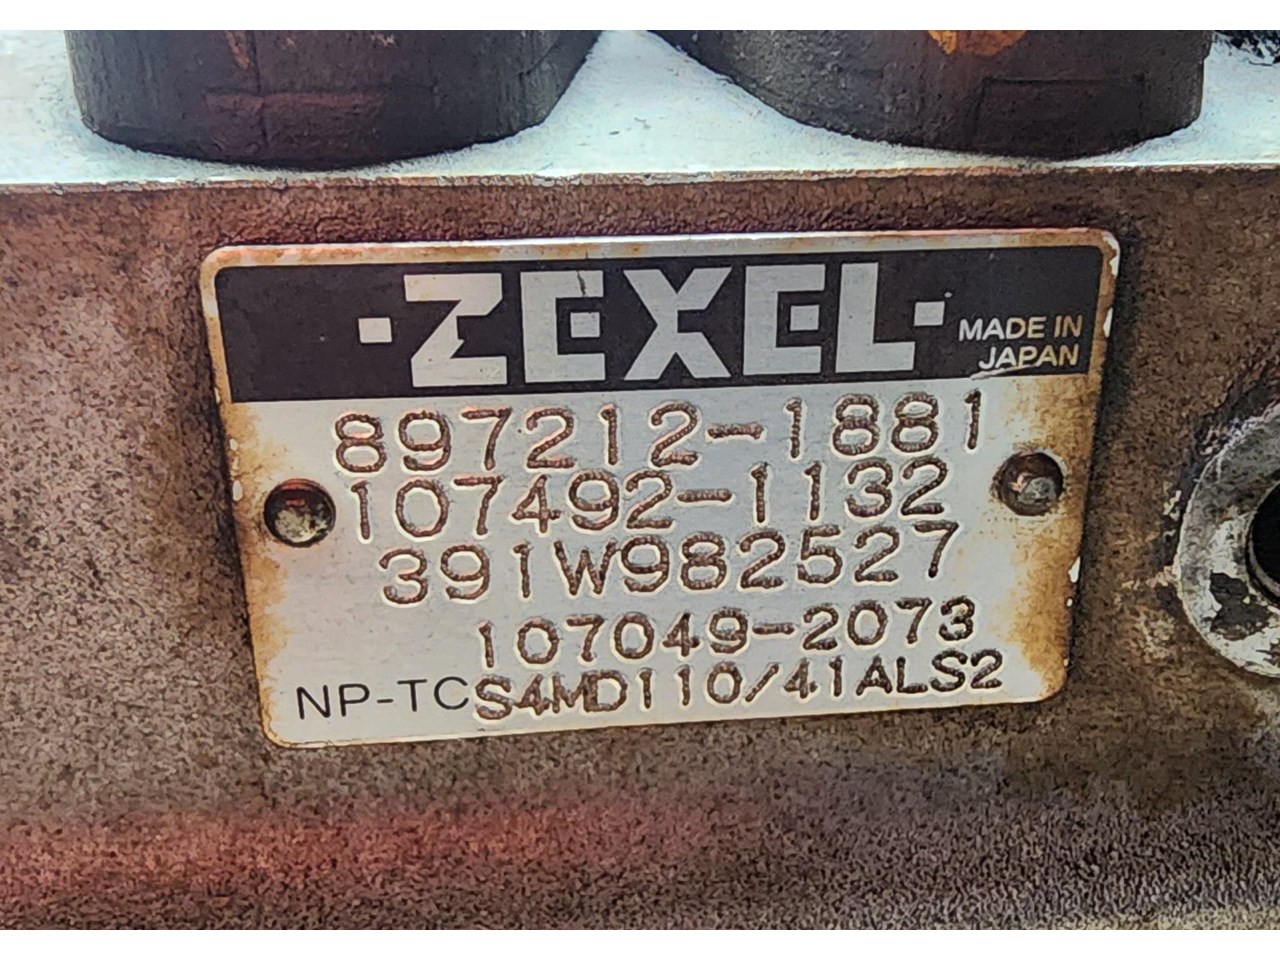 ·ZEXEL·
MADE IN
JAPAN
897212-1881
107492-1132
391W982527
107049-2073
NP-TCS4MD110/41ALS2